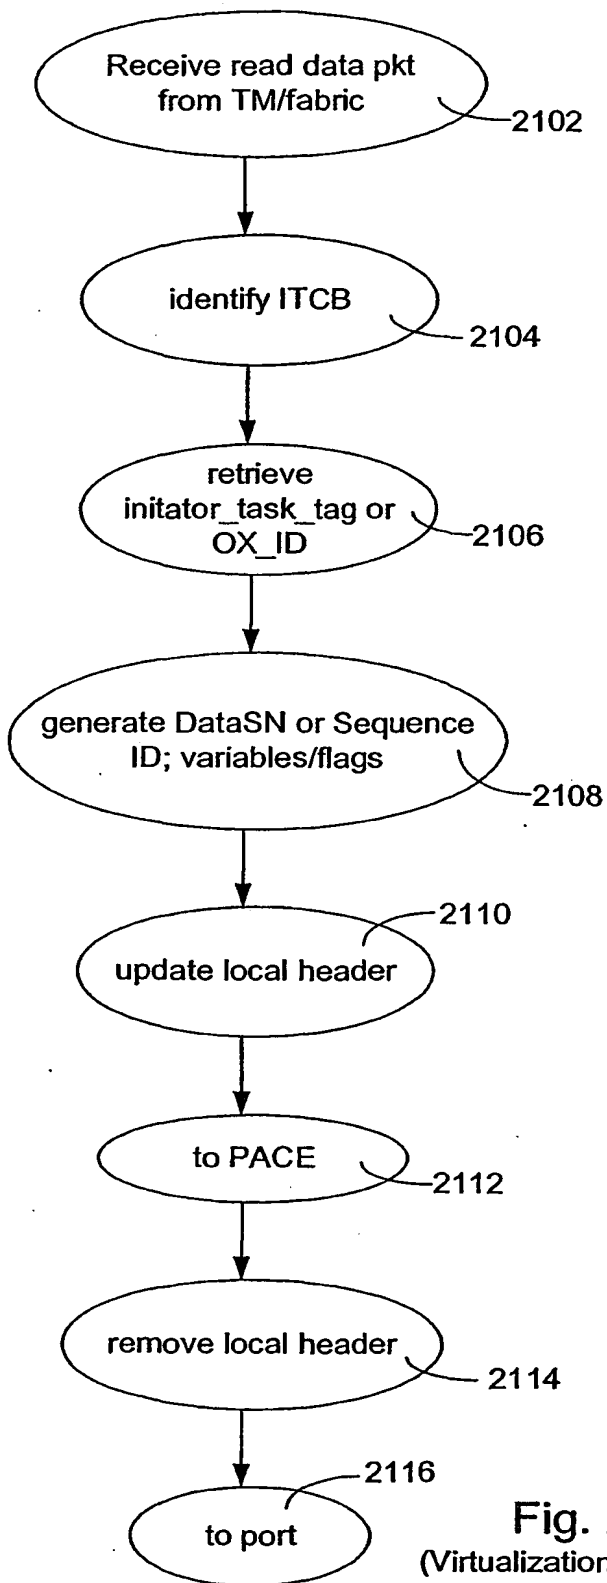 Receive read data pkt
from TM/fabric
2102
identify ITCB
2104
retrieve
initator_task_tag or
OX_ID
2106
generate DataSN or Sequence
ID; variables/flags
2108
2110
update local header
to PACE
2112
remove local header
2114
2116
to port
Fig.
(Virtualization